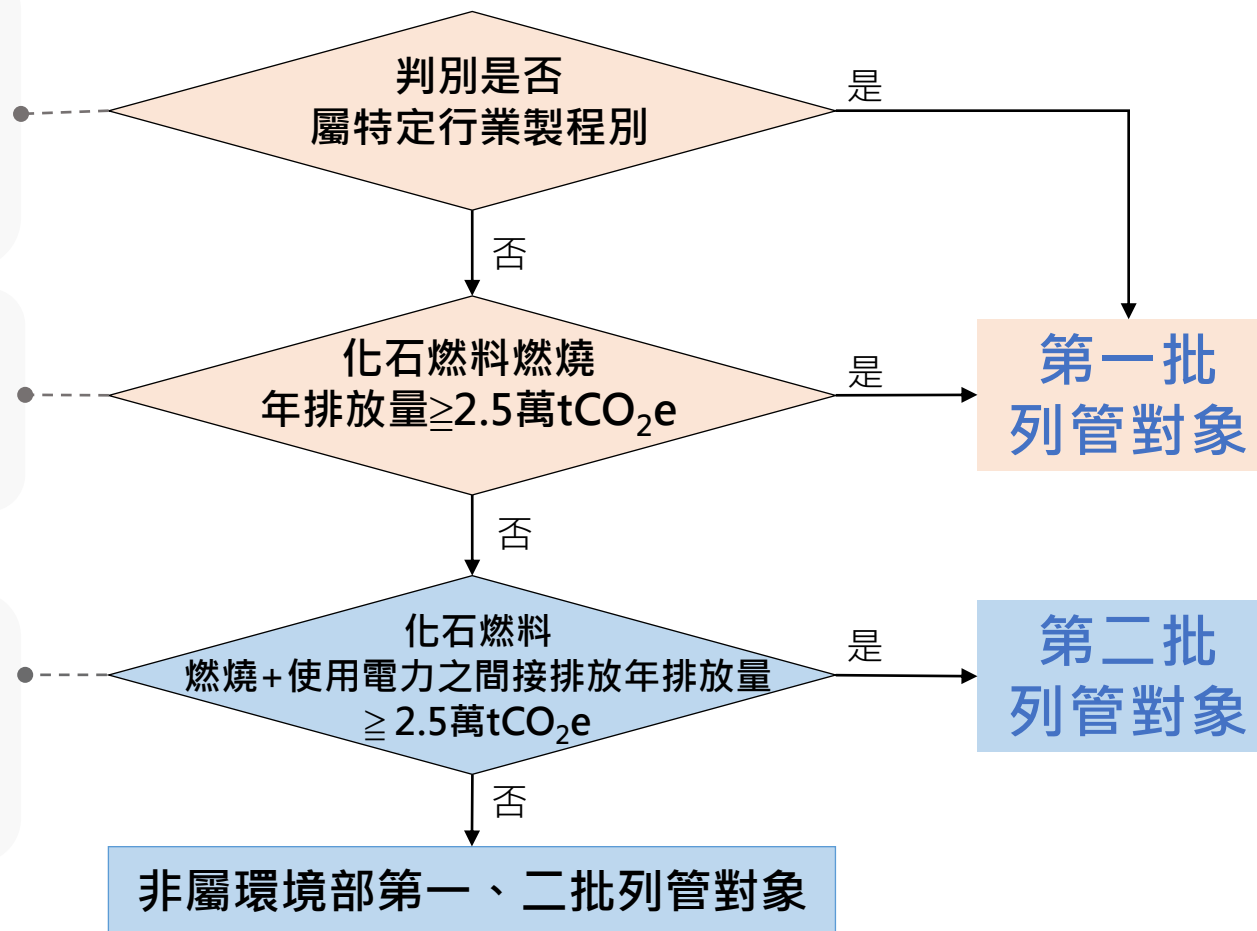 判別是否
屬特定行業製程別
是
否
化石燃料燃燒
年排放量≧2.5萬tCO₂e
是
第一批
列管對象
否
化石燃料
燃燒+使用電力之間接排放年排放量
≧ 2.5萬tCO₂e
是
第二批
列管對象
否
非屬環境部第一、二批列管對象